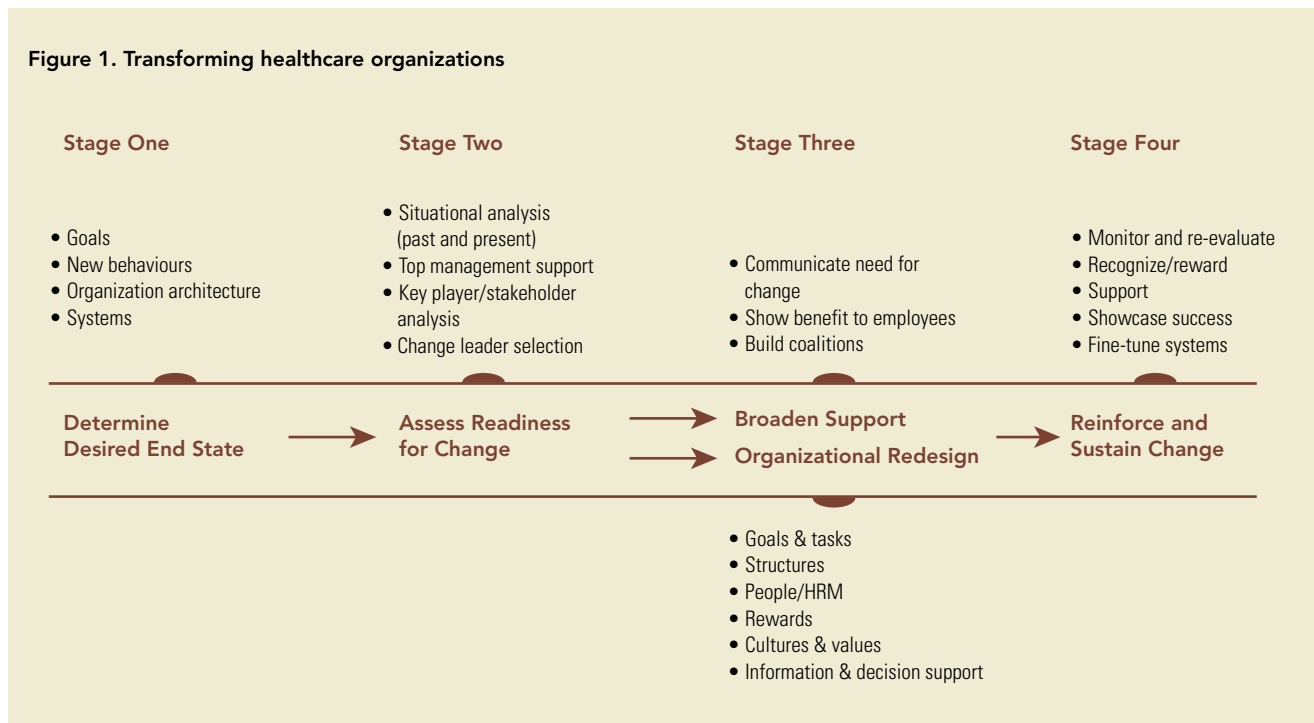 Figure 1. Transforming healthcare organizations
Stage One
• Goals
• New behaviours
• Organization architecture
• Systems
Determine
Desired End State
Stage Two
• Situational analysis
(past and present)
• Top management support
• Key player/stakeholder
analysis
• Change leader selection
Assess Readiness
for Change
Stage Three
• Communicate need for
change
• Show benefit to employees
• Build coalitions
Broaden Support
Organizational Redesign
• Goals & tasks
• Structures
• People/HRM
• Rewards
• Cultures & values
• Information & decision support
Stage Four
• Monitor and re-evaluate
• Recognize/reward
• Support
• Showcase success
• Fine-tune systems
Reinforce and
Sustain Change